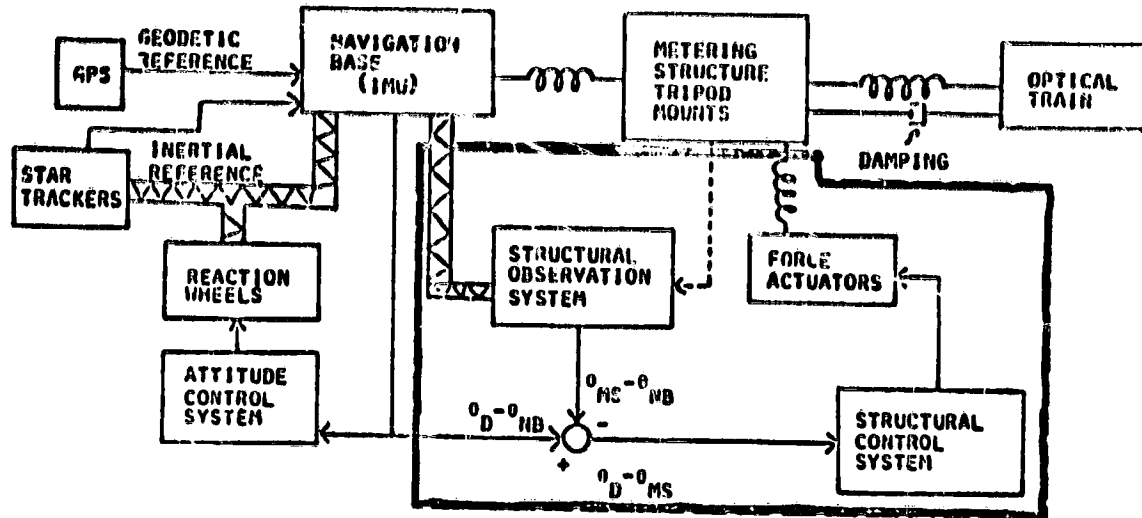 GPS
GEODETIC
REFERENCE
NAVIGATION
BASE
(IMU)
METERING
STRUCTURE
TRIPOD
MOUNTS
OPTICAL
TRAIN
DAMPING
STAR
TRACKERS
INERTIAL
REFERENCE
REACTION
WHEELS
STRUCTURAL
OBSERVATION
SYSTEM
FORCE
ACTUATORS
ATTITUDE
CONTROL
SYSTEM
θD-θNB
θMS-θNB
-
+
θD-θMS
STRUCTURAL
CONTROL
SYSTEM